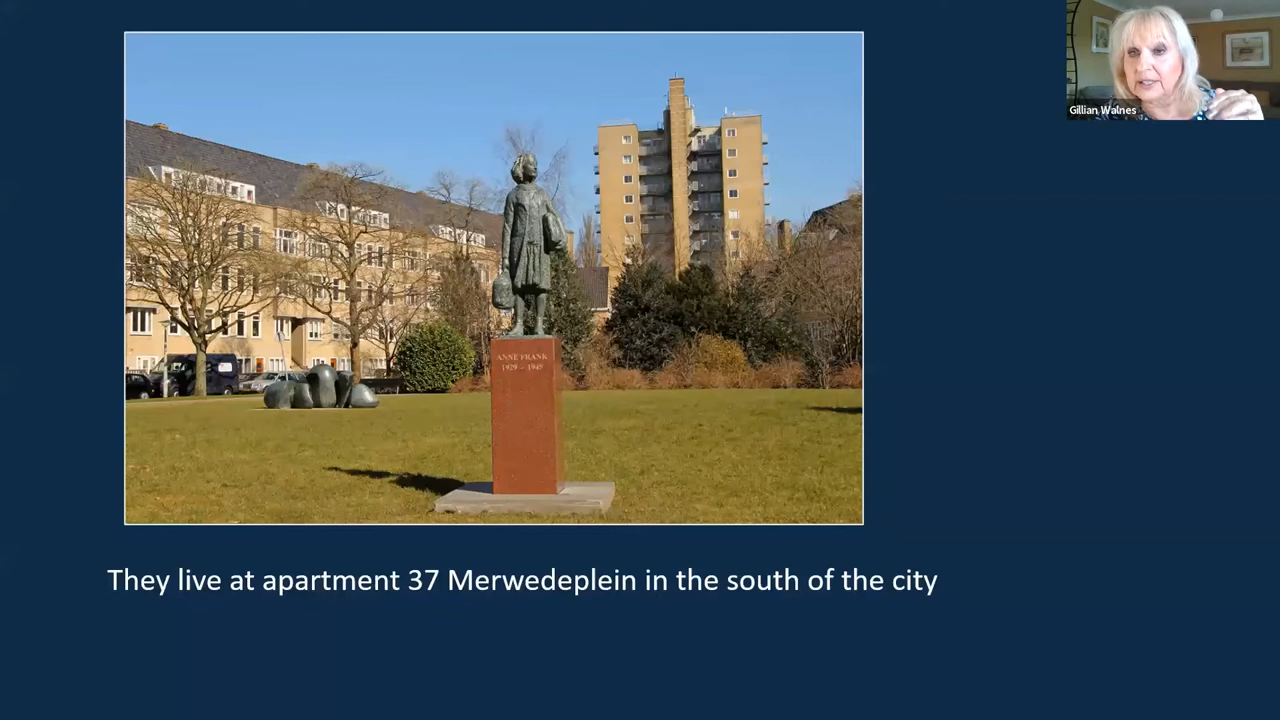 Gillian Walnes
ANNE FRANK
1929 – 1945
They live at apartment 37 Merwedeplein in the south of the city